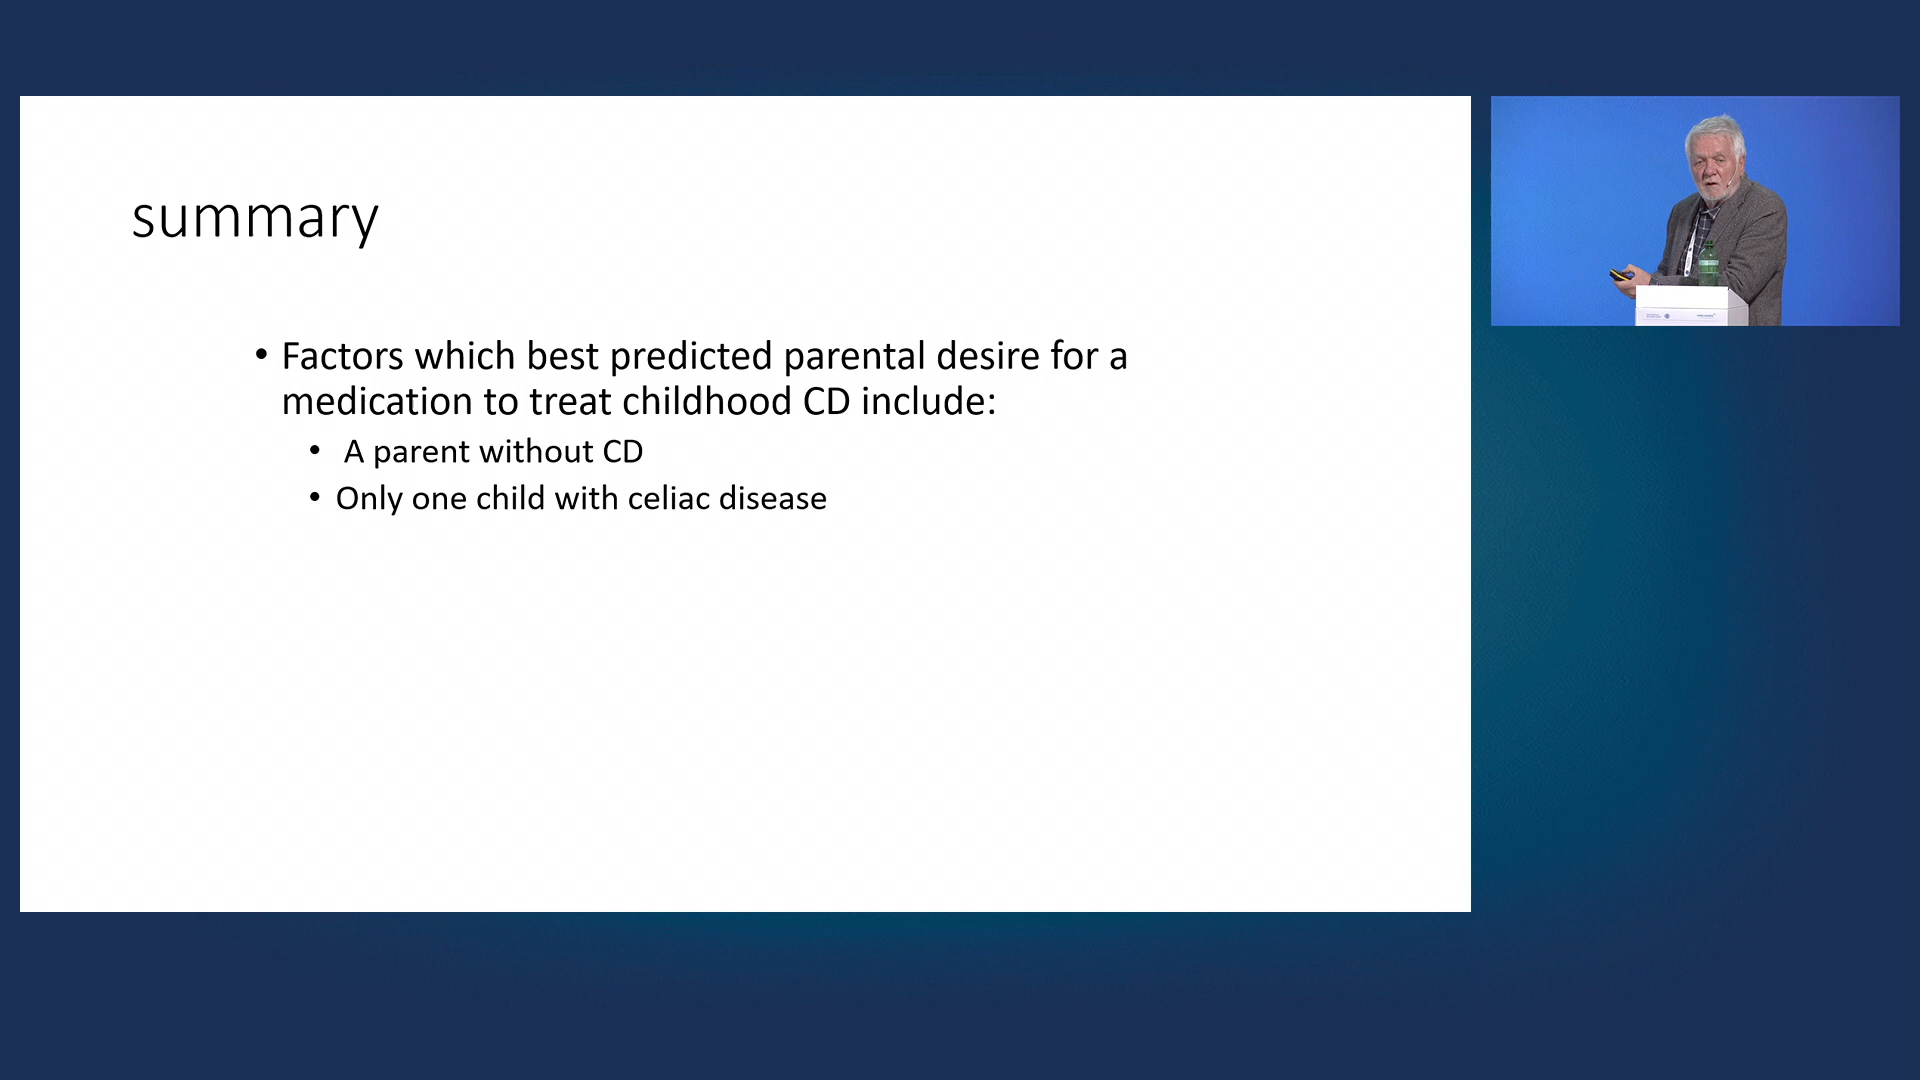 summary
• Factors which best predicted parental desire for a
medication to treat childhood CD include:
• A parent without CD
• Only one child with celiac disease